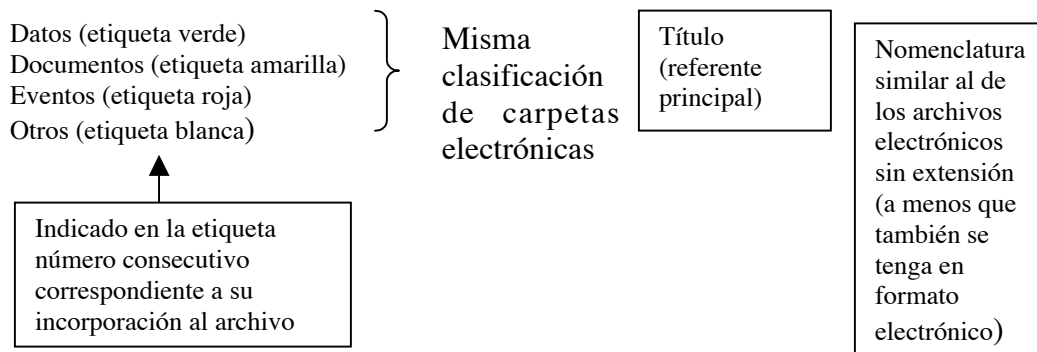 Datos (etiqueta verde)
Documentos (etiqueta amarilla)
Eventos (etiqueta roja)
Otros (etiqueta blanca)
Indicado en la etiqueta
número consecutivo
correspondiente a su
incorporación al archivo
Misma
clasificación
de carpetas
electrónicas
Título
(referente
principal)
Nomenclatura
similar al de
los archivos
electrónicos
sin extensión
(a menos que
también se
tenga en
formato
electrónico)